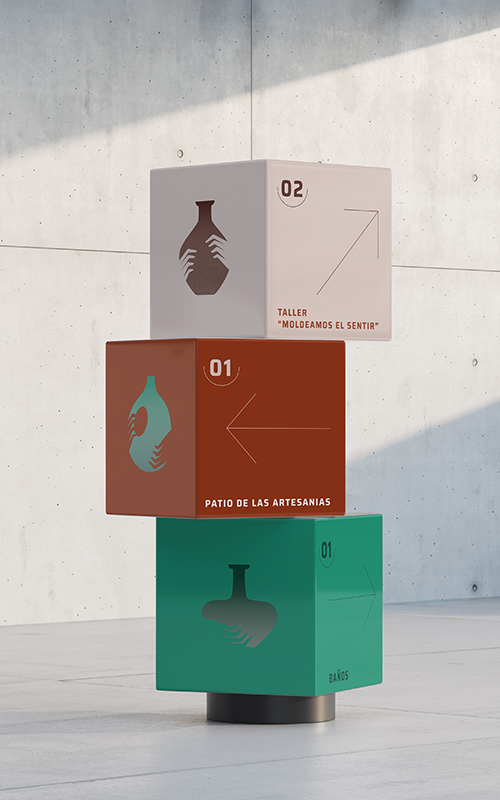 02
TALLER
"MOLDEAMOS EL SENTIR"
01
PATIO DE LAS ARTESANIAS
01
BAÑOS